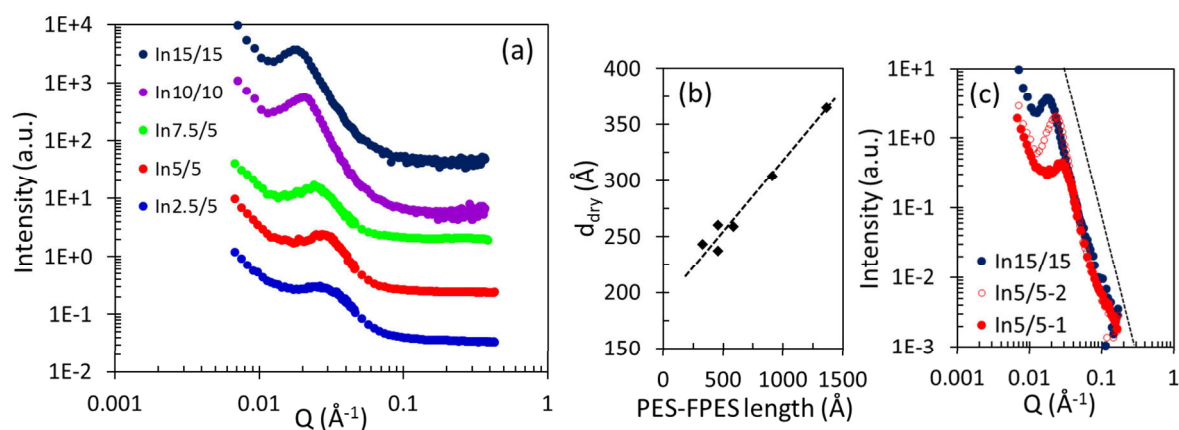 (a)
1E+4
1E+3
1E+2
1E+1
1E+0
1E-1
1E-2
Intensity (a.u.)
In15/15
In10/10
In7.5/5
In5/5
In2.5/5
0.001
0.01
0.1
1
Q (Å⁻¹)
(b)
400
350
300
250
200
150
d_dry (Å)
0
500
1000
1500
PES-FPES length (Å)
(c)
1E+1
1E+0
1E-1
1E-2
1E-3
Intensity (a.u.)
In15/15
In5/5-2
In5/5-1
0.001
0.01
0.1
1
Q (Å⁻¹)